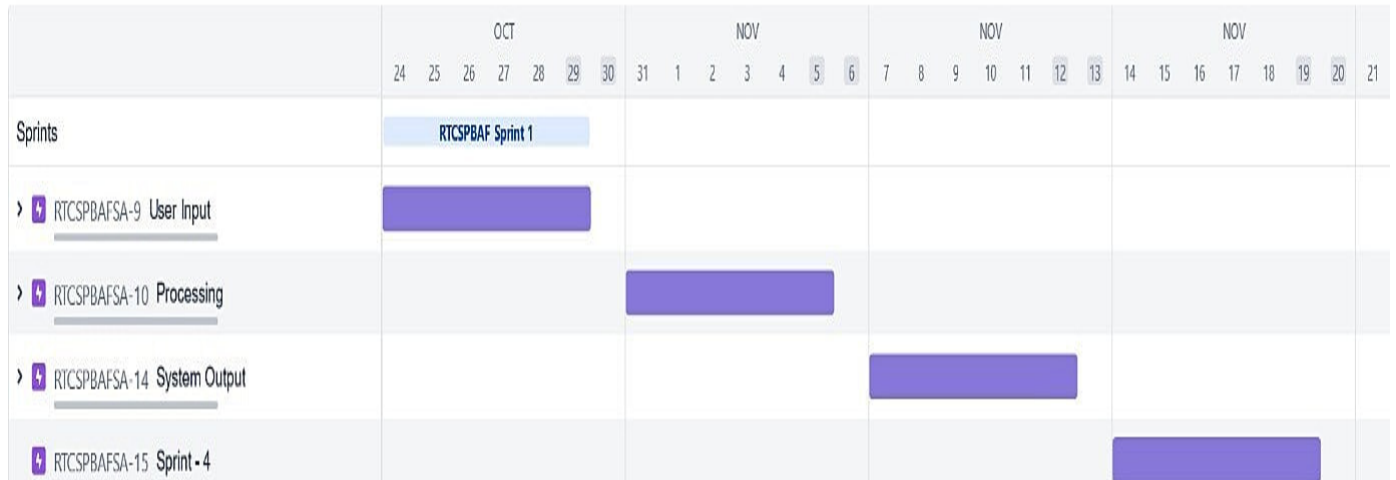 OCT NOV NOV NOV
24 25 26 27 28 29 30 31 1 2 3 4 5 6 7 8 9 10 11 12 13 14 15 16 17 18 19 20 21
Sprints RTCSPBAF Sprint 1
RTCSPBAFSA-9 User Input
RTCSPBAFSA-10 Processing
RTCSPBAFSA-14 System Output
RTCSPBAFSA-15 Sprint - 4